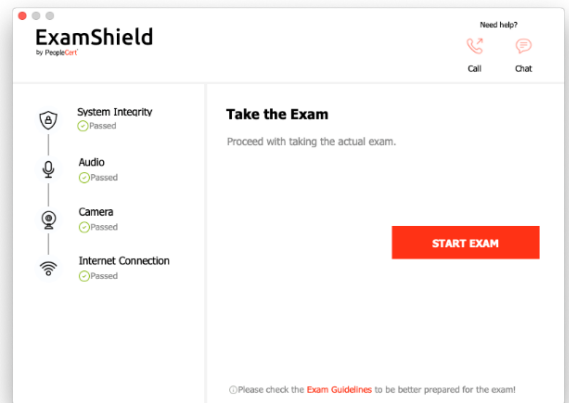 ExamShield
by PeopleCert
Need help?
Call
Chat
System Integrity
Passed
Audio
Passed
Camera
Passed
Internet Connection
Passed
Take the Exam
Proceed with taking the actual exam.
START EXAM
Please check the Exam Guidelines to be better prepared for the exam!